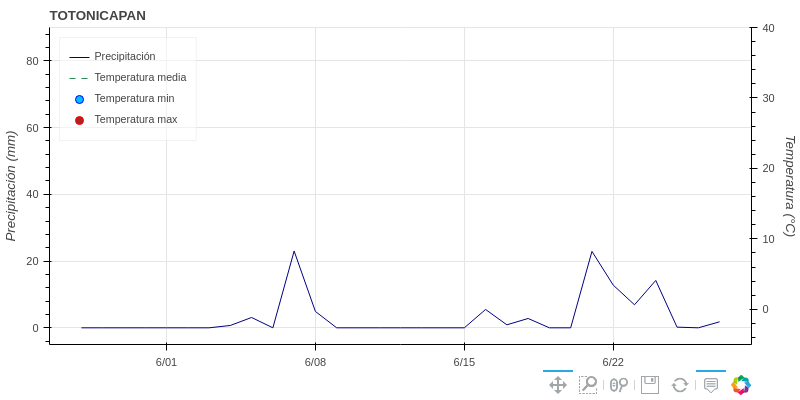 TOTONICAPAN
Precipitación
Temperatura media
Temperatura min
Temperatura max
Precipitación (mm)
80
60
40
20
0
Temperatura (°C)
40
30
20
10
0
6/01
6/08
6/15
6/22